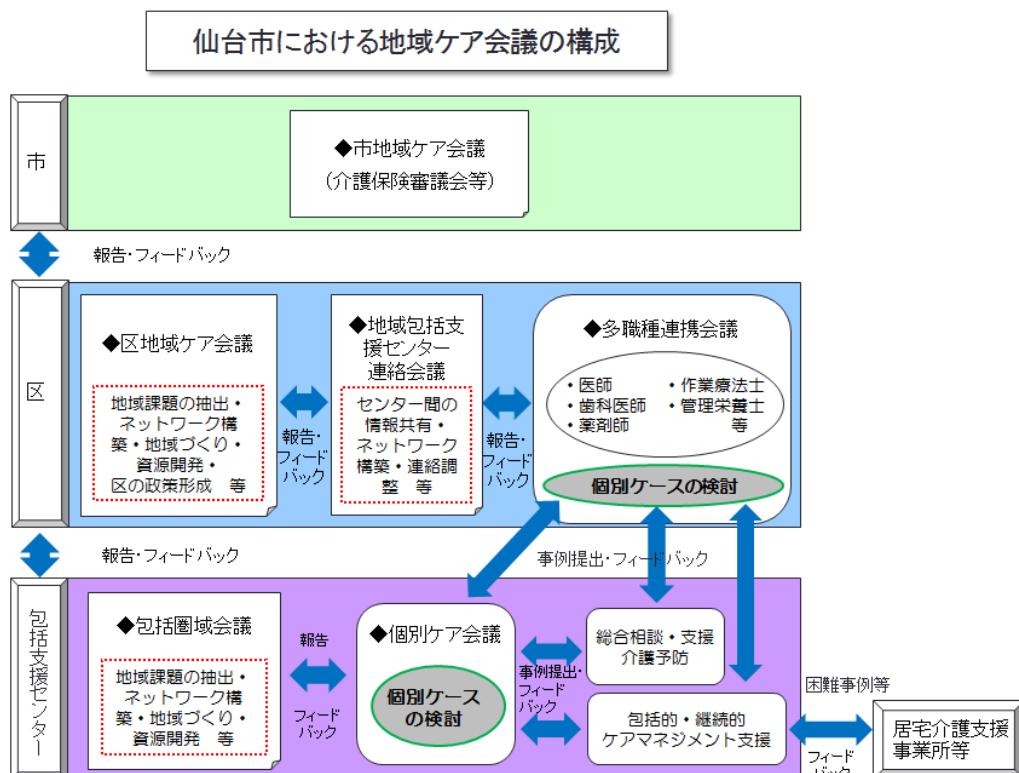 仙台市における地域ケア会議の構成
市
◆市地域ケア会議
(介護保険審議会等)
報告・フィードバック
区
◆区地域ケア会議
地域課題の抽出・
ネットワーク構
築・地域づくり・
資源開発・
区の政策形成 等
報告・
フィード
バック
◆地域包括支
援センター
連絡会議
センター間の
情報共有・
ネットワーク
構築・連絡調
整 等
報告・
フィード
バック
◆多職種連携会議
・医師
・歯科医師
・薬剤師
・作業療法士
・管理栄養士
等
個別ケースの検討
報告・フィードバック
事例提出・フィードバック
包括支援センター
◆包括圏域会議
地域課題の抽出・
ネットワーク構
築・地域づくり・
資源開発 等
報告
フィード
バック
◆個別ケア会議
個別ケース
の検討
事例提出・
フィード
バック
総合相談・支援
介護予防
包括的・継続的
ケアマネジメント支援
困難事例等
フィード
バック
居宅介護支援
事業所等